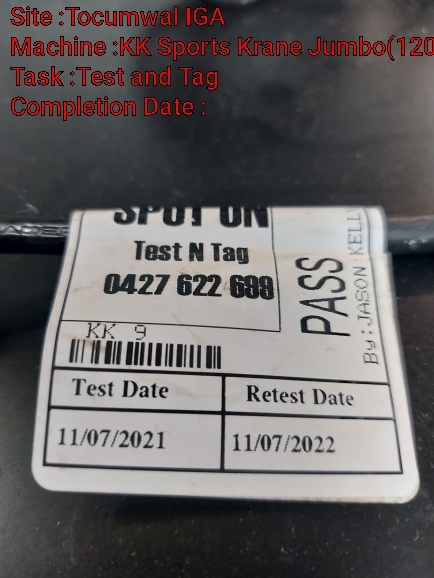 Site :Tocumwal IGA
Machine :KK Sports Krane Jumbo(120
Task :Test and Tag
Completion Date :
SPOT ON
Test N Tag
0427 622 699
PASS
By:JASON KELLY
KK 9
Test Date Retest Date
11/07/2021 11/07/2022